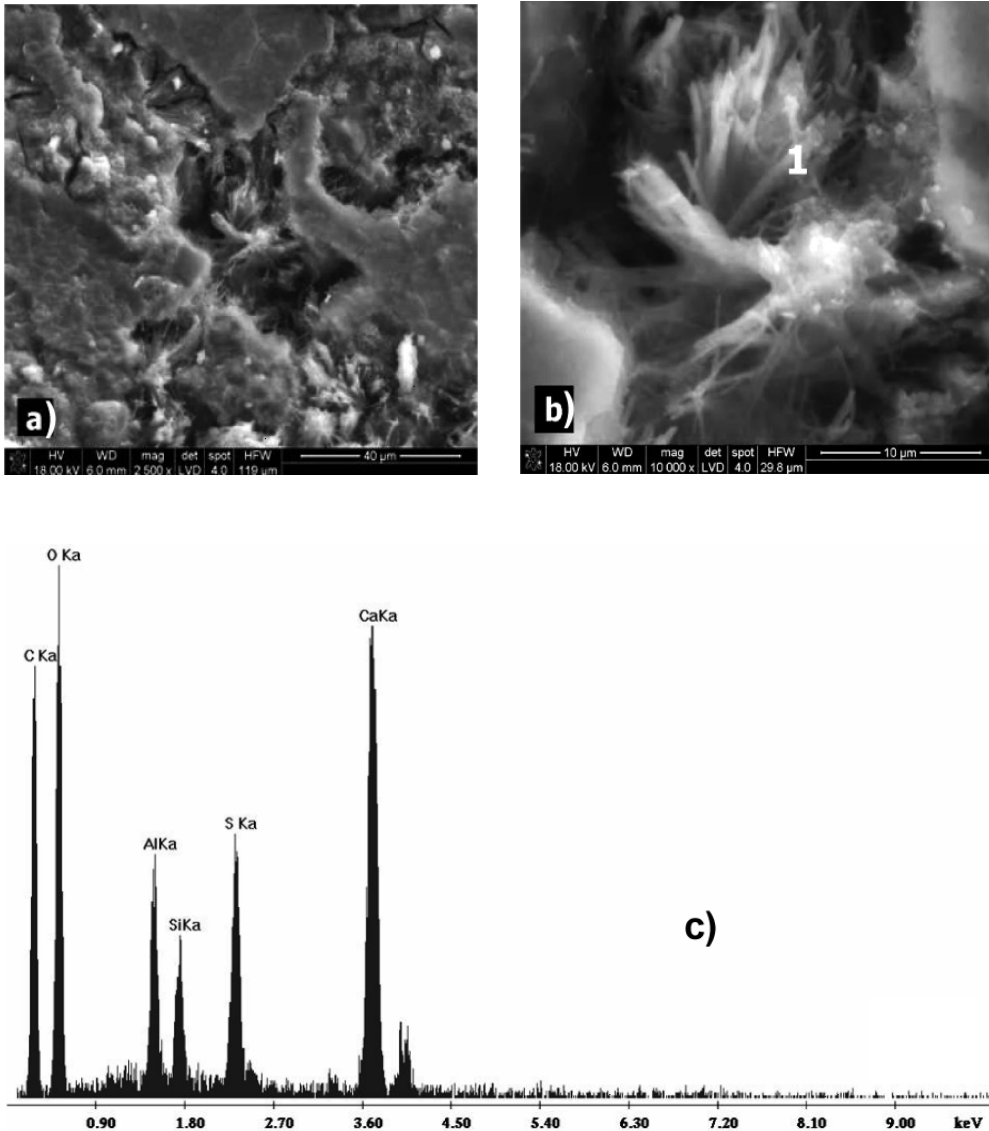 a)
HV WD mag det spot HFW 40 µm
18.00 kV 6.0 mm 2 500 x LVD 4.0 119 µm
1
b)
HV WD mag det spot HFW 10 µm
18.00 kV 6.0 mm 10 000 x LVD 4.0 29.8 µm
O Ka
C Ka
CaKa
AlKa
S Ka
SiKa
c)
0.90 1.80 2.70 3.60 4.50 5.40 6.30 7.20 8.10 9.00 keV